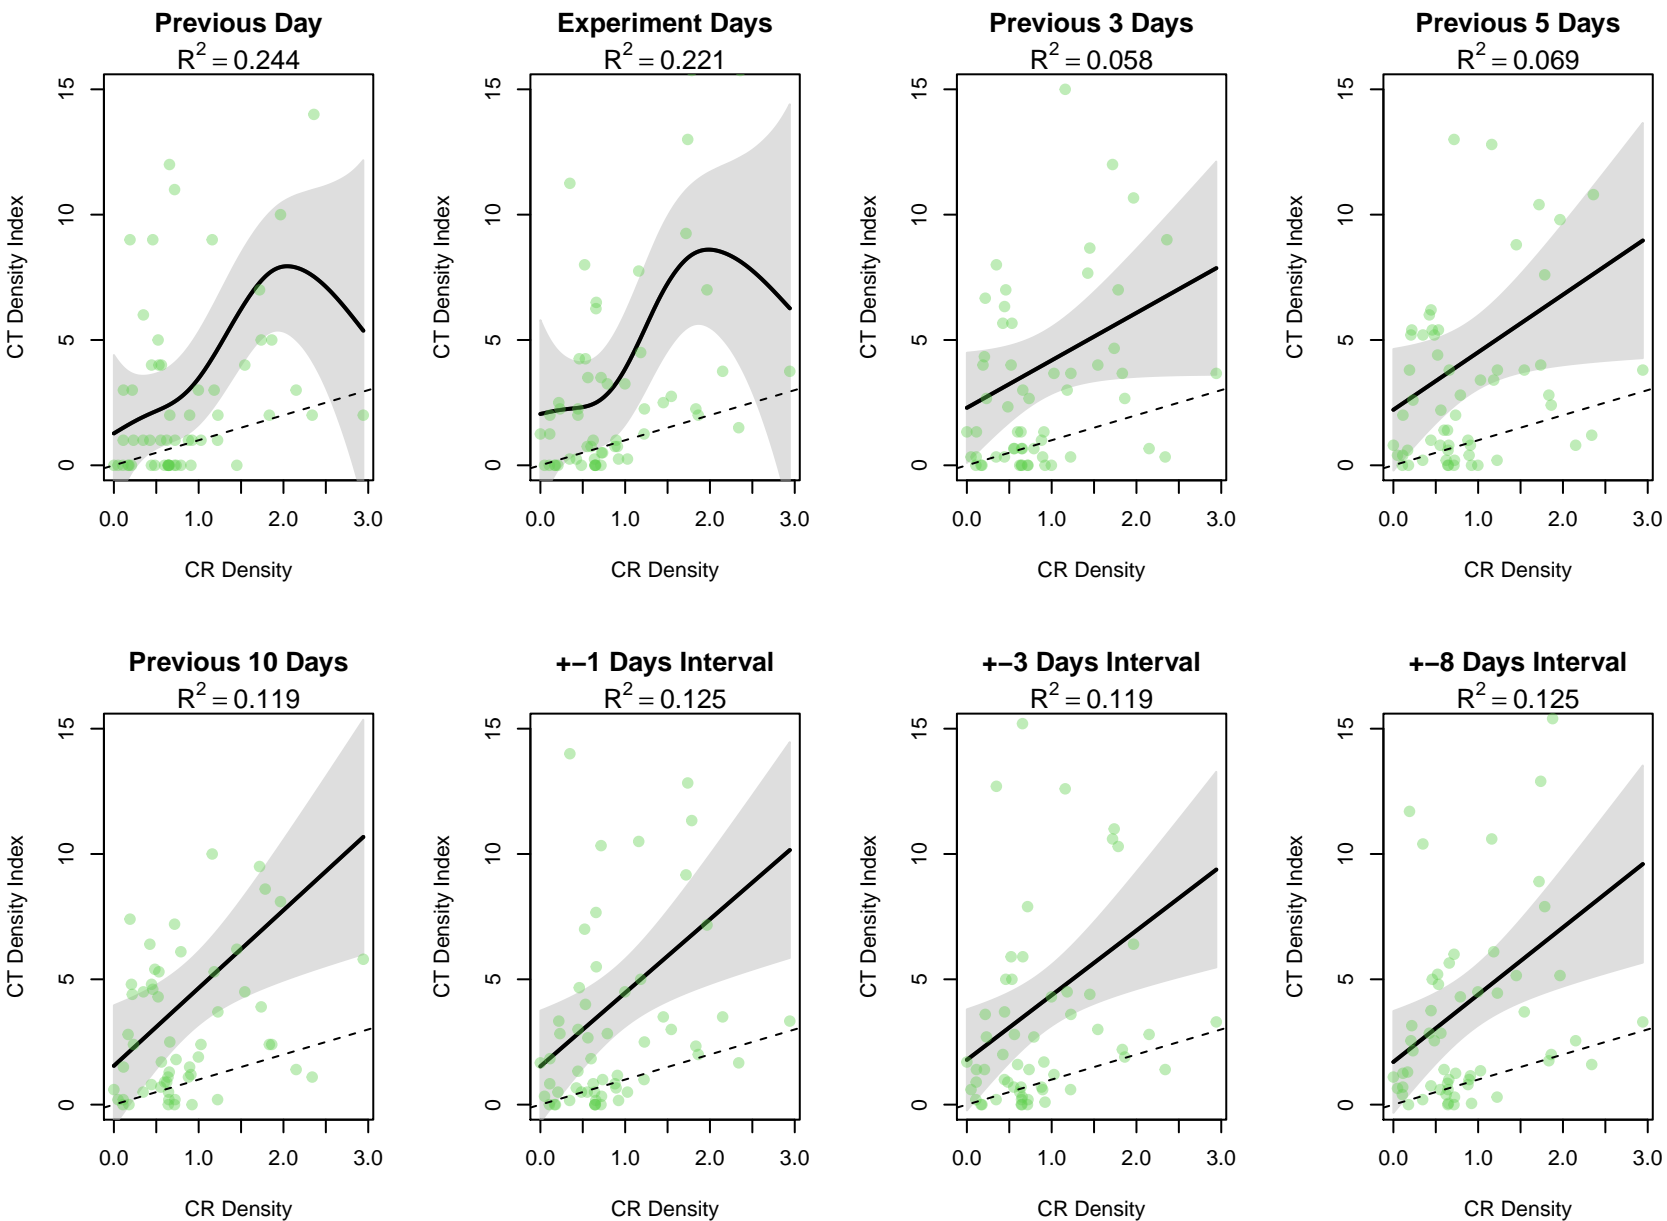 Previous Day
R² = 0.244
CT Density Index
15
10
5
0
0.0 1.0 2.0 3.0
CR Density
Experiment Days
R² = 0.221
CT Density Index
15
10
5
0
0.0 1.0 2.0 3.0
CR Density
Previous 3 Days
R² = 0.058
CT Density Index
15
10
5
0
0.0 1.0 2.0 3.0
CR Density
Previous 5 Days
R² = 0.069
CT Density Index
15
10
5
0
0.0 1.0 2.0 3.0
CR Density
Previous 10 Days
R² = 0.119
CT Density Index
15
10
5
0
0.0 1.0 2.0 3.0
CR Density
+−1 Days Interval
R² = 0.125
CT Density Index
15
10
5
0
0.0 1.0 2.0 3.0
CR Density
+−3 Days Interval
R² = 0.119
CT Density Index
15
10
5
0
0.0 1.0 2.0 3.0
CR Density
+−8 Days Interval
R² = 0.125
CT Density Index
15
10
5
0
0.0 1.0 2.0 3.0
CR Density